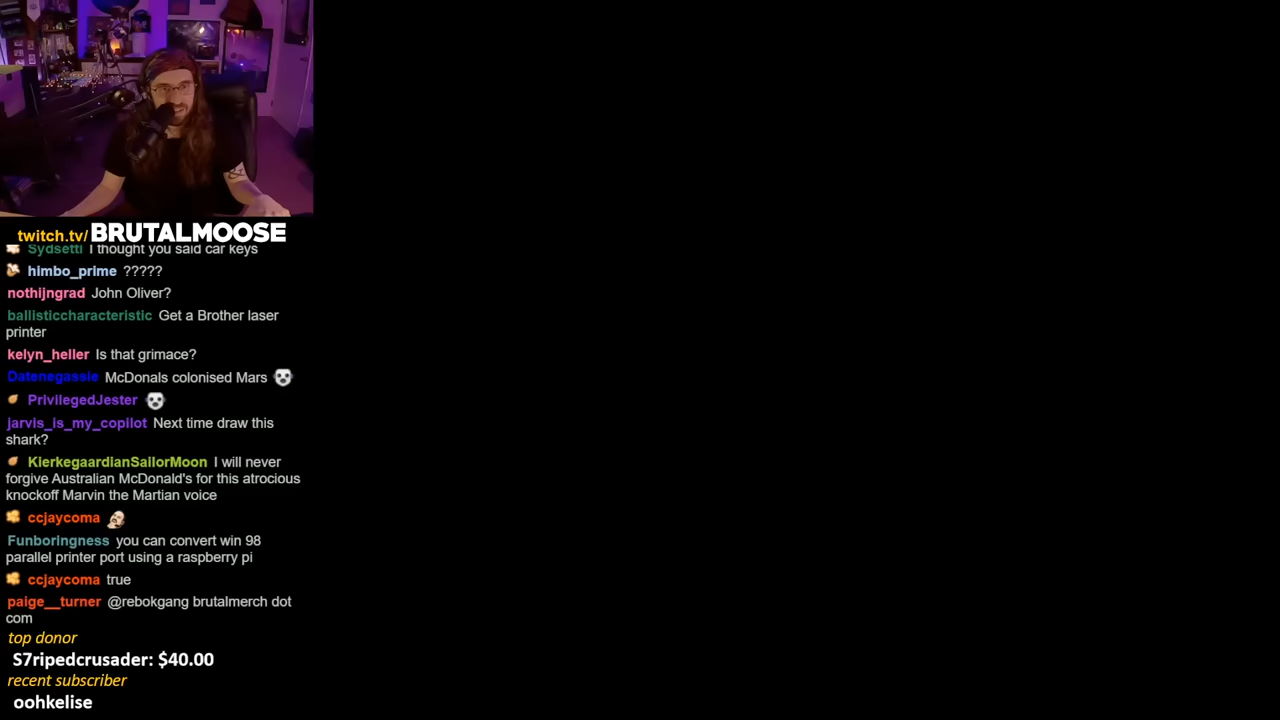 twitch.tv/BRUTALMOOSE
Sydsetti I thought you said car keys
himbo_prime ?????
nothijngrad John Oliver?
ballisticcharacteristic Get a Brother laser
printer
kelyn_heller Is that grimace?
Datenegassie McDonals colonised Mars
PrivilegedJester
jarvis_is_my_copilot Next time draw this
shark?
KierkegaardianSailorMoon I will never
forgive Australian McDonald's for this atrocious
knockoff Marvin the Martian voice
ccjaycoma
Funboringness you can convert win 98
parallel printer port using a raspberry pi
ccjaycoma true
paige__turner @rebokgang brutalmerch dot
com
top donor
S7ripedcrusader: $40.00
recent subscriber
oohkelise